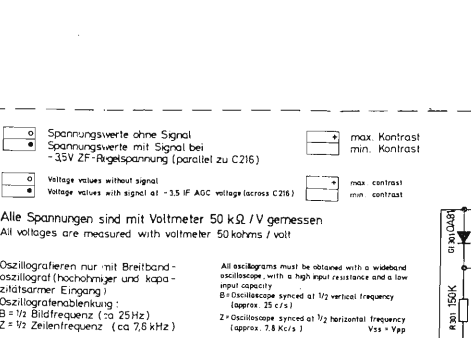 o Spannungswerte ohne Signal
• Spannungswerte mit Signal bei
-3,5V ZF-Regelspannung (parallel zu C216)
+ max. Kontrast
min. Kontrast
o Voltage values without signal
• Voltage values with signal at -3,5 IF AGC voltage (across C216)
+ max. contrast
min. contrast
Alle Spannungen sind mit Voltmeter 50 kΩ /V gemessen
All voltages are measured with voltmeter 50 kohms / volt
Oszillografieren nur mit Breitband-
oszillograf (hochohmiger und kapa-
zitätsarmer Eingang)
Oszillografenablenkung:
B = 1/2 Bildfrequenz (ca 25Hz)
Z = 1/2 Zeilenfrequenz (ca 7,8 kHz)
All oscillograms must be obtained with a wideband
oscilloscope, with a high input resistance and a low
input capacity
B = Oscilloscope synced at 1/2 vertical frequency
(approx. 25 c/s)
Z = Oscilloscope synced at 1/2 horizontal frequency
(approx. 7.8 Kc/s) Vss = Vpp
Gl 301 OA81
R 301 150K